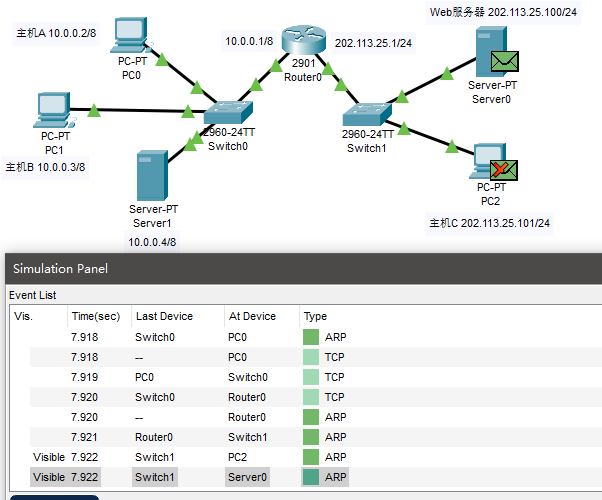 Web服务器 202.113.25.100/24
主机A 10.0.0.2/8
10.0.0.1/8
202.113.25.1/24
PC-PT
PC0
2901
Router0
Server-PT
Server0
PC-PT
PC1
2960-24TT
Switch0
2960-24TT
Switch1
主机B 10.0.0.3/8
PC-PT
PC2
Server-PT
Server1
主机C 202.113.25.101/24
10.0.0.4/8
Simulation Panel
Event List
Vis. Time(sec) Last Device At Device Type
7.918 Switch0 PC0 ARP
7.918 -- PC0 TCP
7.919 PC0 Switch0 TCP
7.920 Switch0 Router0 TCP
7.920 -- Router0 ARP
7.921 Router0 Switch1 ARP
Visible 7.922 Switch1 PC2 ARP
Visible 7.922 Switch1 Server0 ARP